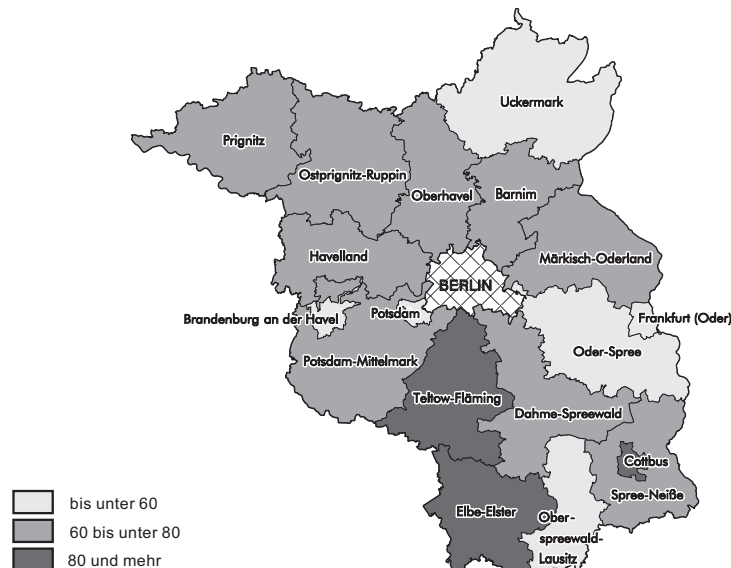 Uckermark
Prignitz
Ostprignitz-Ruppin
Oberhavel
Barnim
Havelland
Märkisch-Oderland
BERLIN
Brandenburg an der Havel
Potsdam
Frankfurt (Oder)
Potsdam-Mittelmark
Oder-Spree
Teltow-Fläming
Dahme-Spreewald
Cottbus
Spree-Neiße
Elbe-Elster
Ober-
spreewald-
Lausitz
bis unter 60
60 bis unter 80
80 und mehr